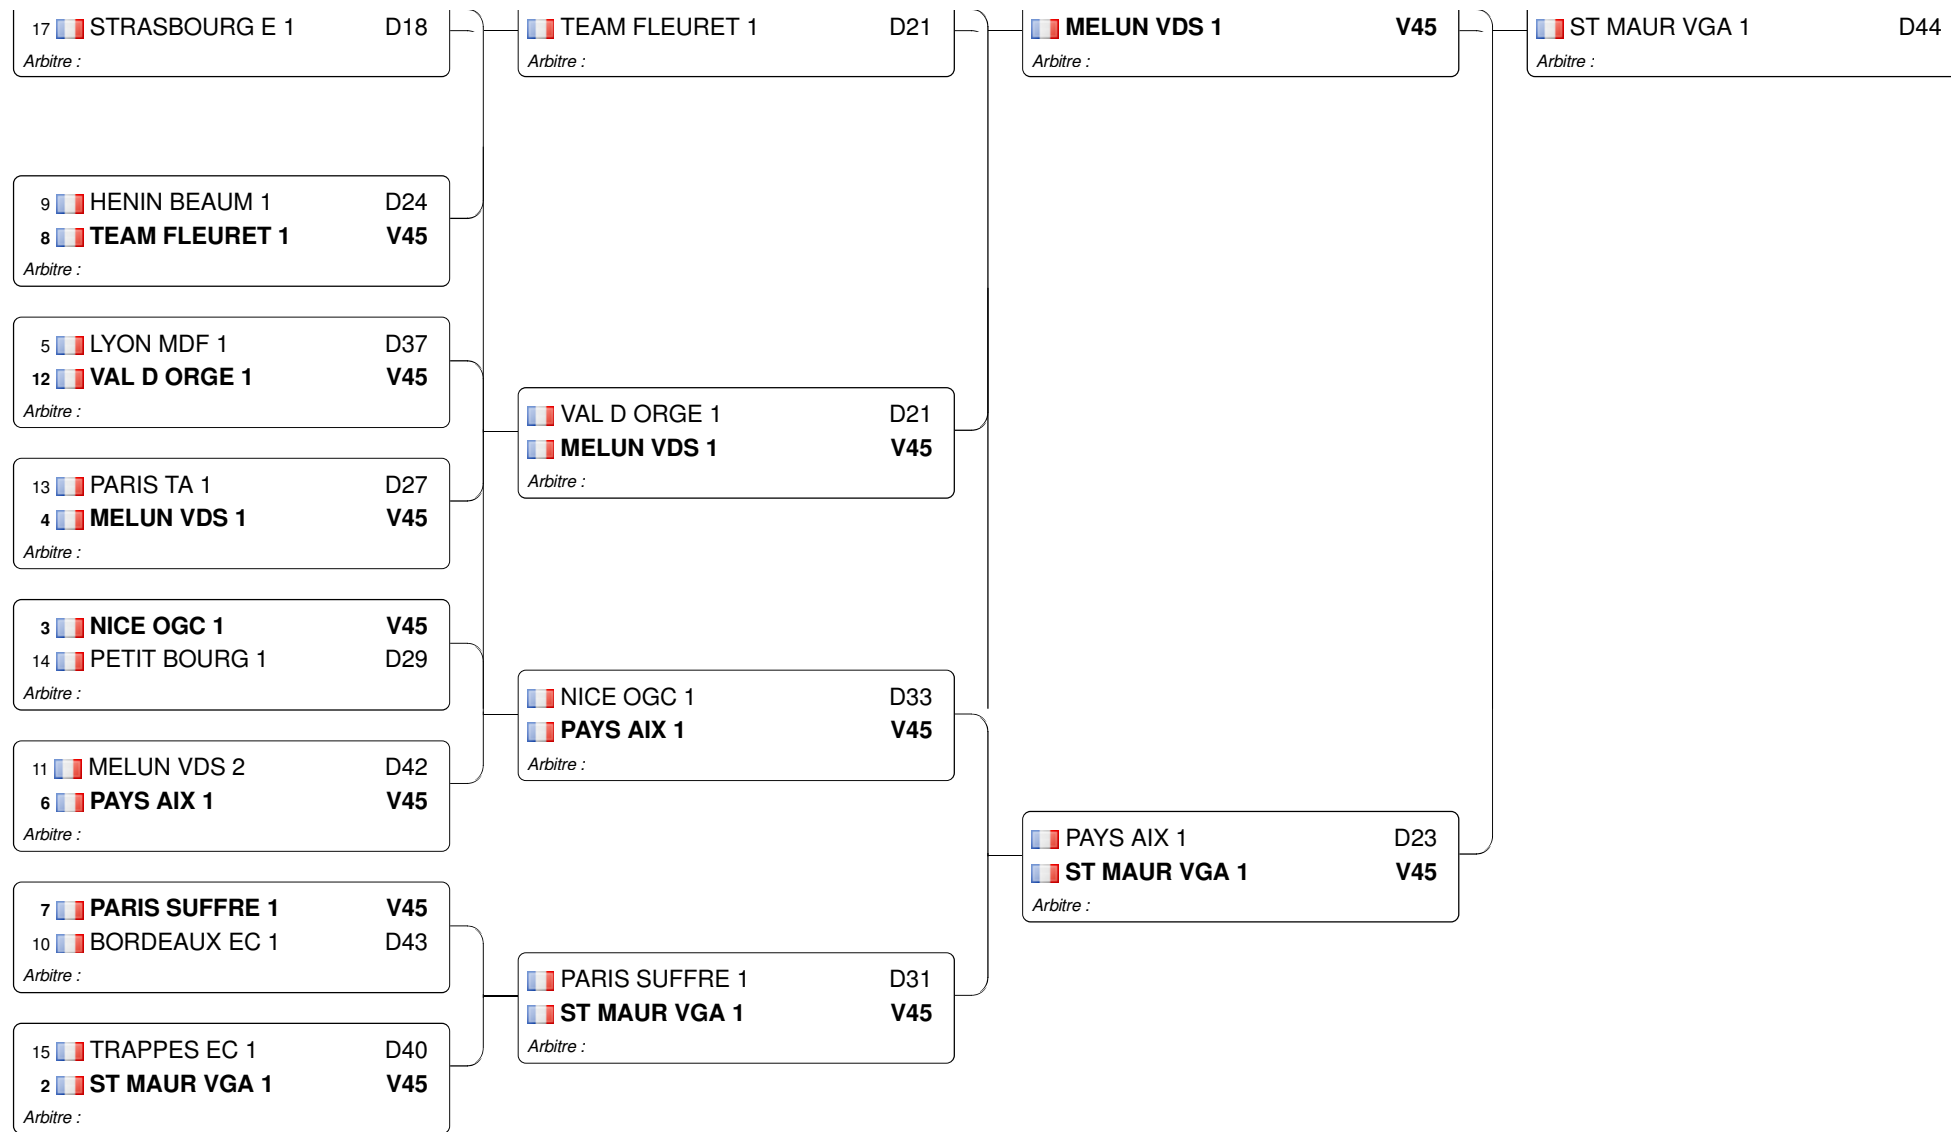 17 STRASBOURG E 1 D18
Arbitre :
9 HENIN BEAUM 1 D24
8 TEAM FLEURET 1 V45
Arbitre :
5 LYON MDF 1 D37
12 VAL D ORGE 1 V45
Arbitre :
13 PARIS TA 1 D27
4 MELUN VDS 1 V45
Arbitre :
3 NICE OGC 1 V45
14 PETIT BOURG 1 D29
Arbitre :
11 MELUN VDS 2 D42
6 PAYS AIX 1 V45
Arbitre :
7 PARIS SUFFRE 1 V45
10 BORDEAUX EC 1 D43
Arbitre :
15 TRAPPES EC 1 D40
2 ST MAUR VGA 1 V45
Arbitre :
TEAM FLEURET 1 D21
Arbitre :
VAL D ORGE 1 D21
MELUN VDS 1 V45
Arbitre :
NICE OGC 1 D33
PAYS AIX 1 V45
Arbitre :
PARIS SUFFRE 1 D31
ST MAUR VGA 1 V45
Arbitre :
MELUN VDS 1 V45
Arbitre :
PAYS AIX 1 D23
ST MAUR VGA 1 V45
Arbitre :
ST MAUR VGA 1 D44
Arbitre :